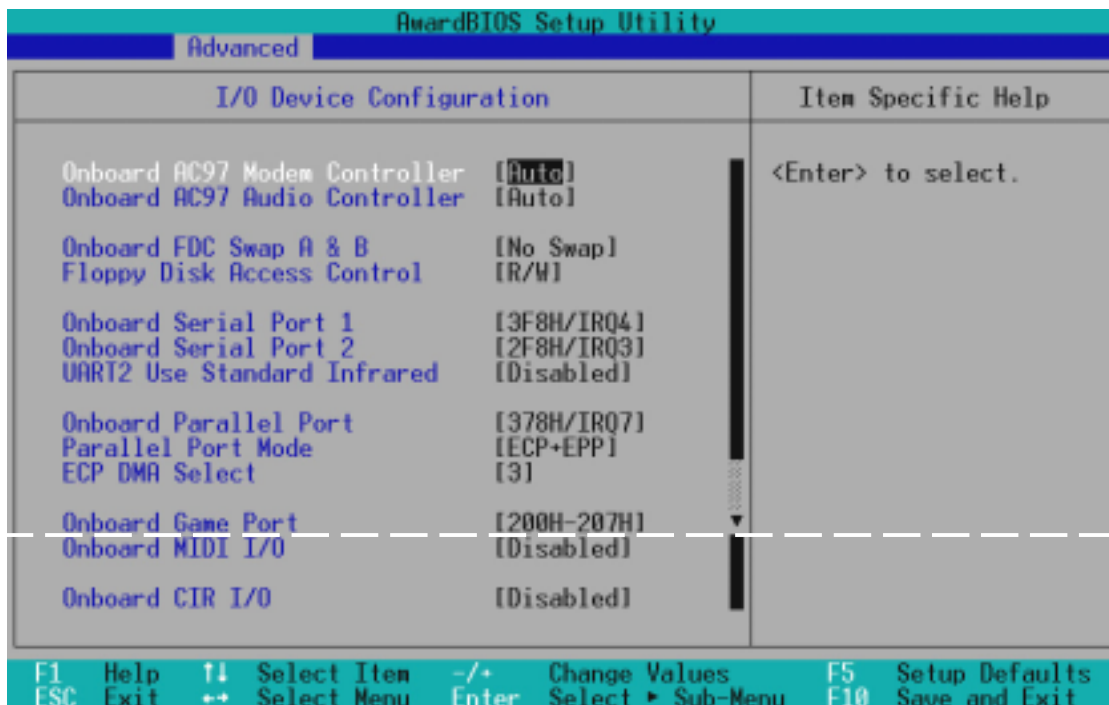 AwardBIOS Setup Utility
Advanced
I/O Device Configuration
Item Specific Help
Onboard AC97 Modem Controller [Auto]
<Enter> to select.
Onboard AC97 Audio Controller [Auto]
Onboard FDC Swap A & B [No Swap]
Floppy Disk Access Control [R/W]
Onboard Serial Port 1 [3F8H/IRQ4]
Onboard Serial Port 2 [2F8H/IRQ3]
UART2 Use Standard Infrared [Disabled]
Onboard Parallel Port [378H/IRQ7]
Parallel Port Mode [ECP+EPP]
ECP DMA Select [3]
Onboard Game Port [200H-207H]
Onboard MIDI I/O [Disabled]
Onboard CIR I/O [Disabled]
F1 Help ↑↓ Select Item -/+ Change Values F5 Setup Defaults
ESC Exit ←→ Select Menu Enter Select ► Sub-Menu F10 Save and Exit